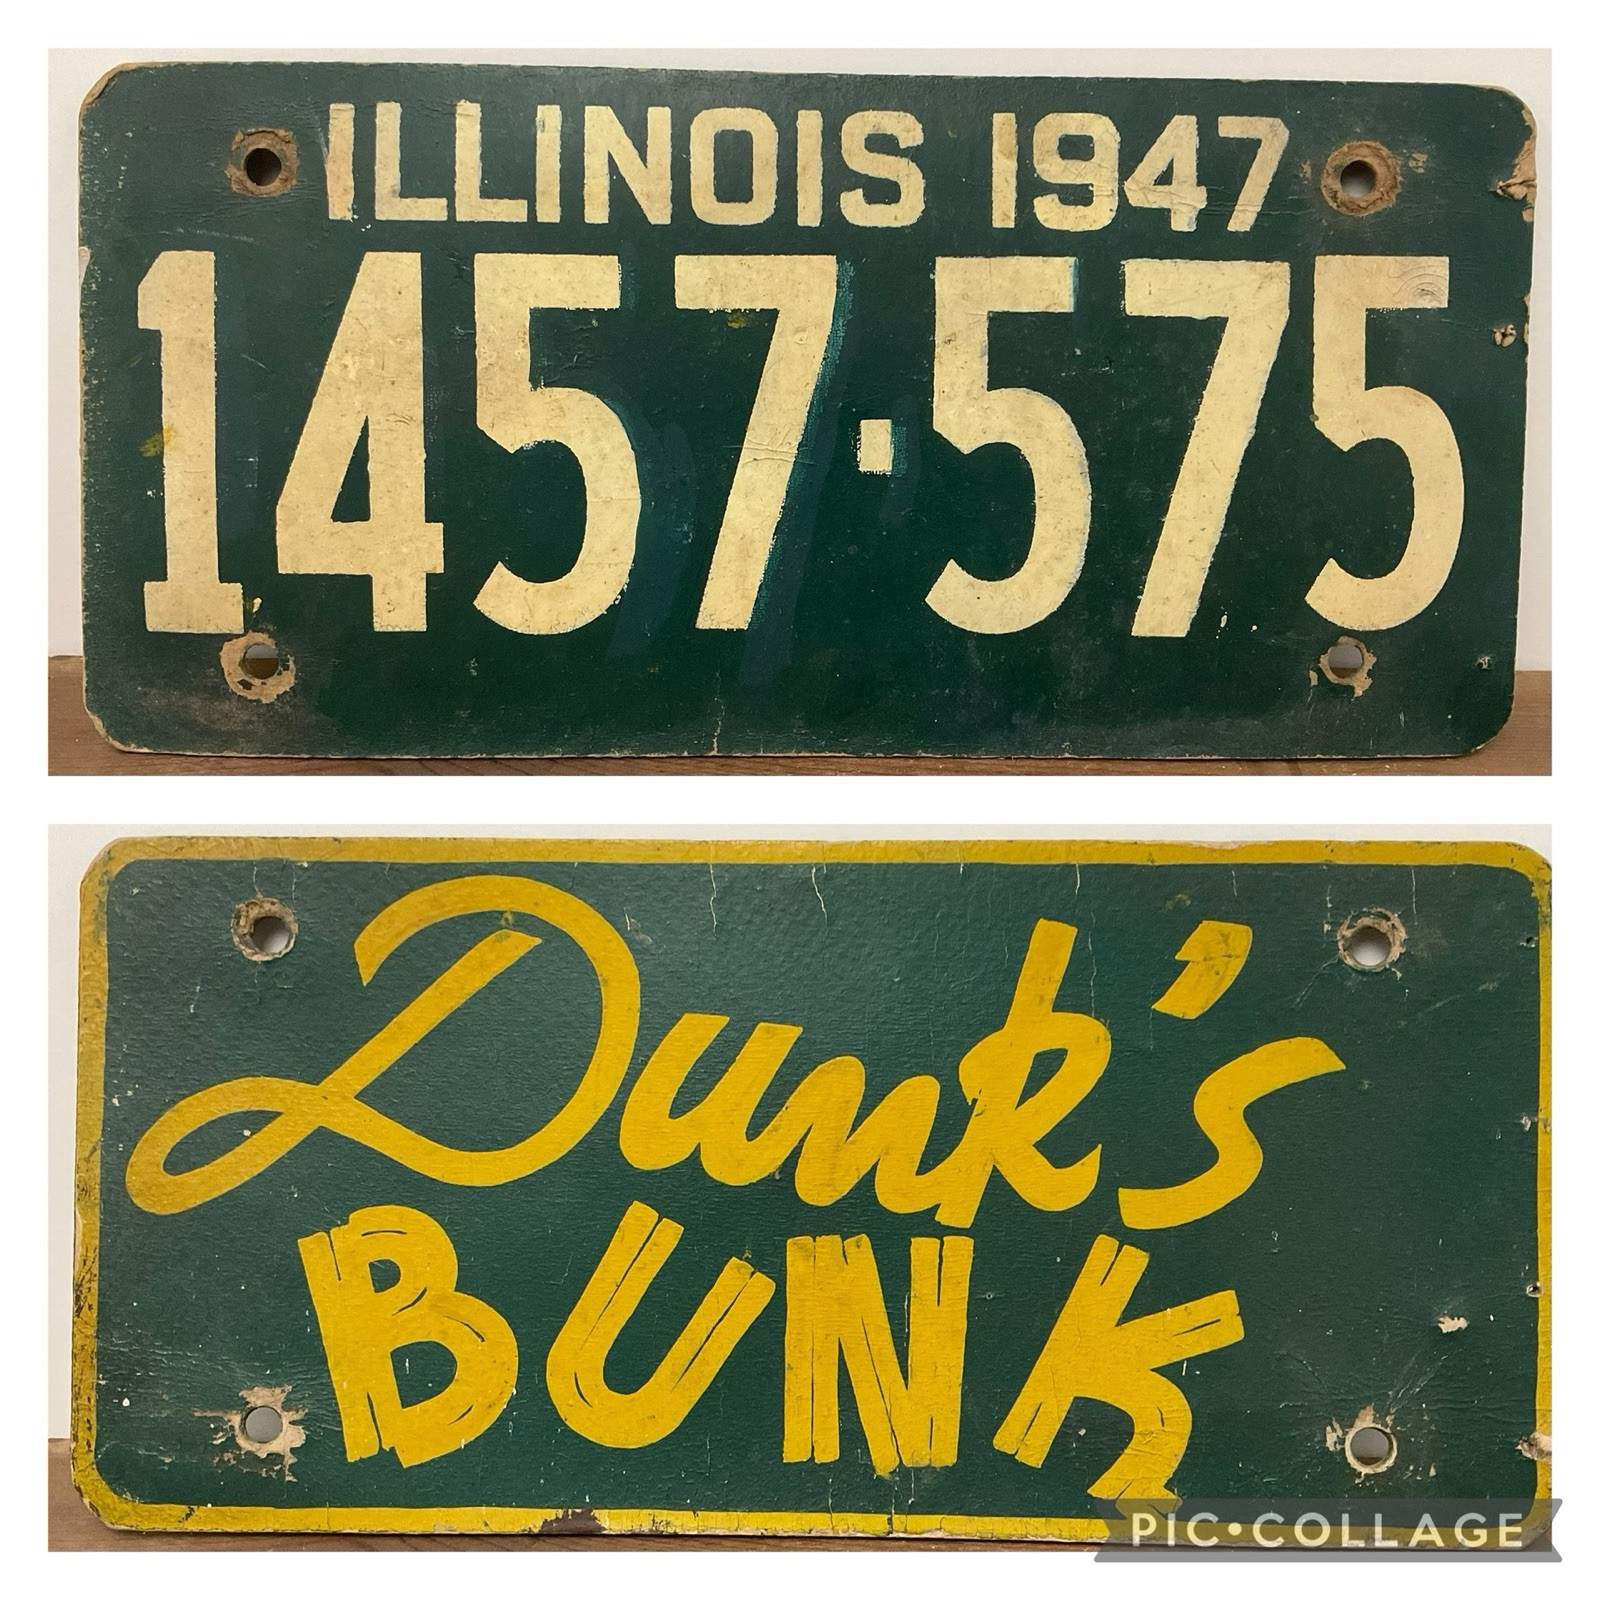 ILLINOIS 1947
1457·575
Dunk's
BUNK
PIC•COLLAGE